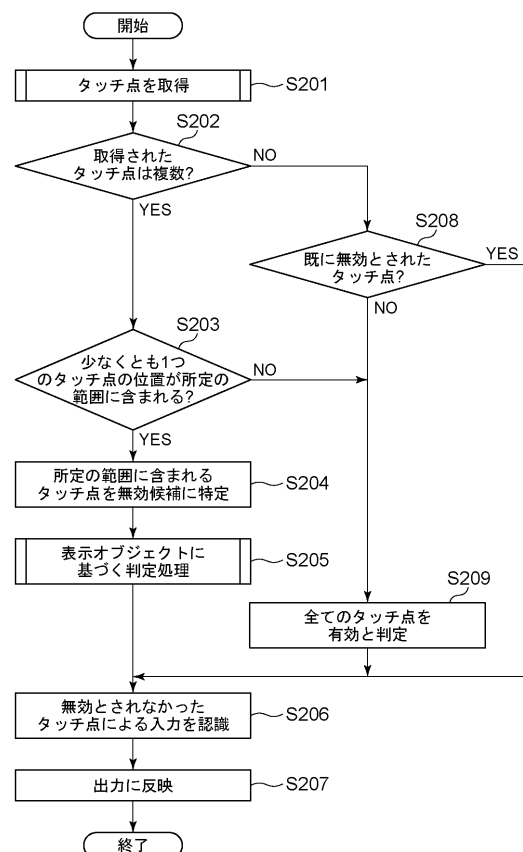 開始
タッチ点を取得
S201
S202
取得された
タッチ点は複数?
NO
YES
S208
既に無効とされた
タッチ点?
YES
NO
S203
少なくとも1つ
のタッチ点の位置が所定の
範囲に含まれる?
NO
YES
所定の範囲に含まれる
タッチ点を無効候補に特定
S204
表示オブジェクトに
基づく判定処理
S205
S209
全てのタッチ点を
有効と判定
無効とされなかった
タッチ点による入力を認識
S206
出力に反映
S207
終了